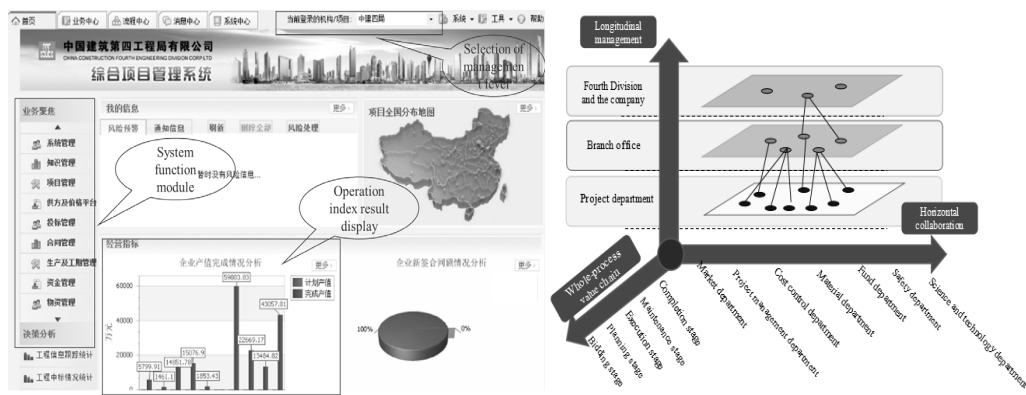 首页 业务中心 流程中心 消息中心 系统中心
当前登录的机构/项目: 中建四局 系统 工具 帮助
中国建筑第四工程局有限公司
CHINA CONSTRUCTION FOURTH ENGINEERING DIVISION CORP.LTD
综合项目管理系统
Selection of
management
level
业务聚焦
系统管理
知识管理
项目管理
供方及价格平台
投标管理
合同管理
生产及工期管理
资金管理
物资管理
决策分析
工程信息跟踪统计
工程中标情况统计
我的信息 更多
风险预警 通知信息 刷新 删除全部 风险处理
暂时没有风险信息...
System
function
module
Operation
index result
display
项目全国分布地图 更多
经营指标
企业产值完成情况分析 更多
计划产值
完成产值
万元
60000
40000
20000
0
5799.91
1461.1
14851.78
15076.9
1853.43
59883.83
22669.17
13484.82
43057.81
企业新签合同额情况分析 更多
100%
0%
Longitudinal
management
Fourth Division
and the company
Branch office
Project department
Horizontal
collaboration
Whole-process
value chain
Completion stage
Maintenance stage
Execution stage
Planning stage
Bidding stage
Market department
Project management department
Cost control department
Material department
Fund department
Safety department
Science and technology department